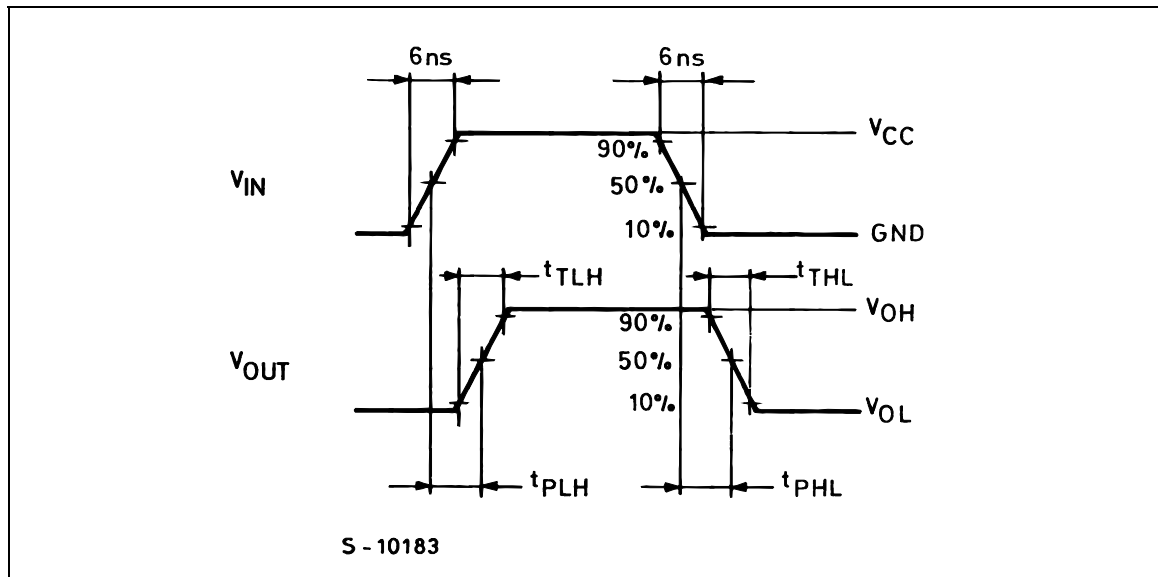 6ns 6ns
VCC
90%
VIN 50%
10% GND
tTLH tTHL
VOH
90%
VOUT 50%
10% VOL
tPLH tPHL
S-10183